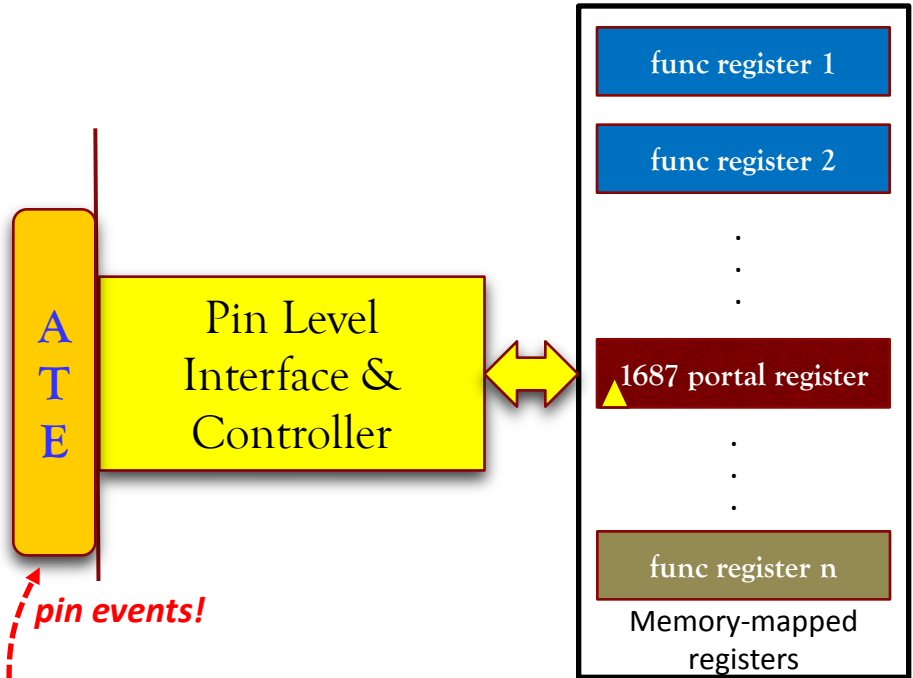 func register 1
func register 2
.
.
.
A
T
E
Pin Level
Interface &
Controller
1687 portal register
.
.
.
func register n
pin events!
Memory-mapped
registers